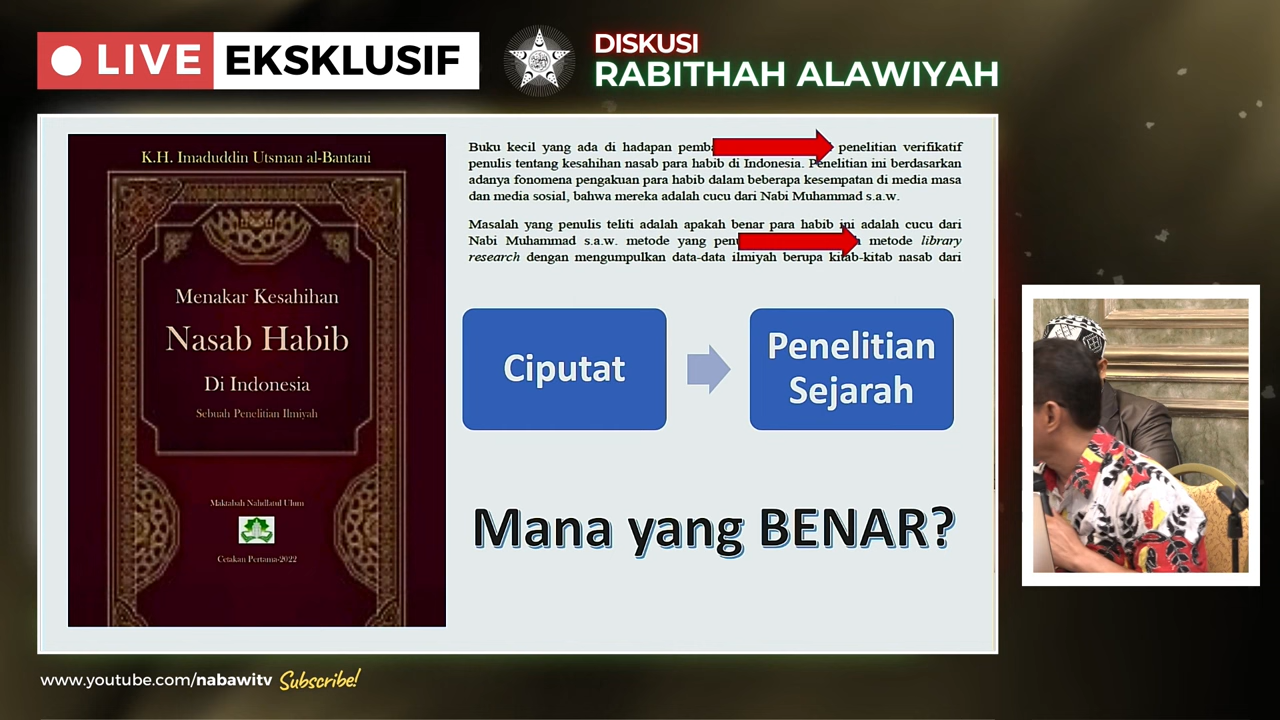 LIVE EKSKLUSIF
DISKUSI
RABITHAH ALAWIYAH
K.H. Imaduddin Utsman al-Bantani
Menakar Kesahihan
Nasab Habib
Di Indonesia
Sebuah Penelitian Ilmiyah
Maktabah Nahdlatul Ulum
Cetakan Pertama-2022
Buku kecil yang ada di hadapan penelitian verifikatif
penulis tentang kesahihan nasab para habib di Indonesia. Penelitian ini berdasarkan
adanya fonomena pengakuan para habib dalam beberapa kesempatan di media masa
dan media sosial, bahwa mereka adalah cucu dari Nabi Muhammad s.a.w.
Masalah yang penulis teliti adalah apakah benar para habib ini adalah cucu dari
Nabi Muhammad s.a.w. metode yang metode library
research dengan mengumpulkan data-data ilmiyah berupa kitab-kitab nasab dari
Ciputat
Penelitian
Sejarah
Mana yang BENAR?
www.youtube.com/nabawitv Subscribe!